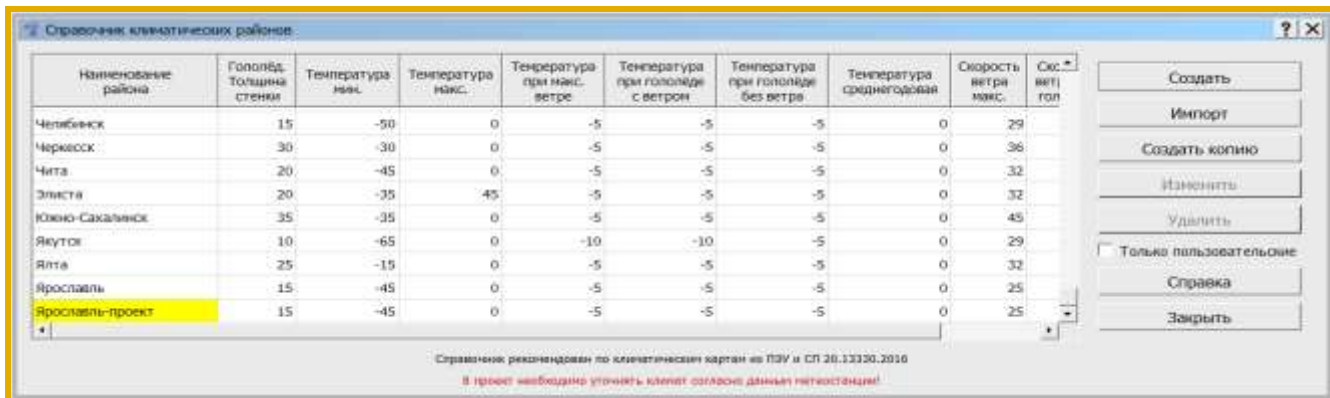 Справочник климатических районов
Наименование района
Гололёд. Толщина стенки
Температура мин.
Температура макс.
Температура при макс. ветре
Температура при гололёде с ветром
Температура при гололёде без ветра
Температура среднегодовая
Скорость ветра макс.
Челябинск 15 -50 0 -5 -5 -5 0 29
Черкесск 30 -30 0 -5 -5 -5 0 36
Чита 20 -45 0 -5 -5 -5 0 32
Элиста 20 -35 45 -5 -5 -5 0 32
Южно-Сахалинск 35 -35 0 -5 -5 -5 0 45
Якутск 10 -65 0 -10 -10 -5 0 29
Ялта 25 -15 0 -5 -5 -5 0 32
Ярославль 15 -45 0 -5 -5 -5 0 25
Ярославль-проект 15 -45 0 -5 -5 -5 0 25
Создать
Импорт
Создать копию
Изменить
Удалить
Только пользовательские
Справка
Закрыть
Справочник рекомендован по климатическим картам из ПЭУ и СП 20.13330.2016
В проект необходимо уточнять климат согласно данным метеостанции!